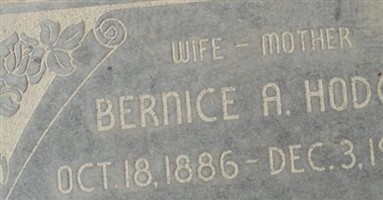 WIFE - MOTHER
BERNICE A.
OCT. 18, 1886 - DEC. 3,